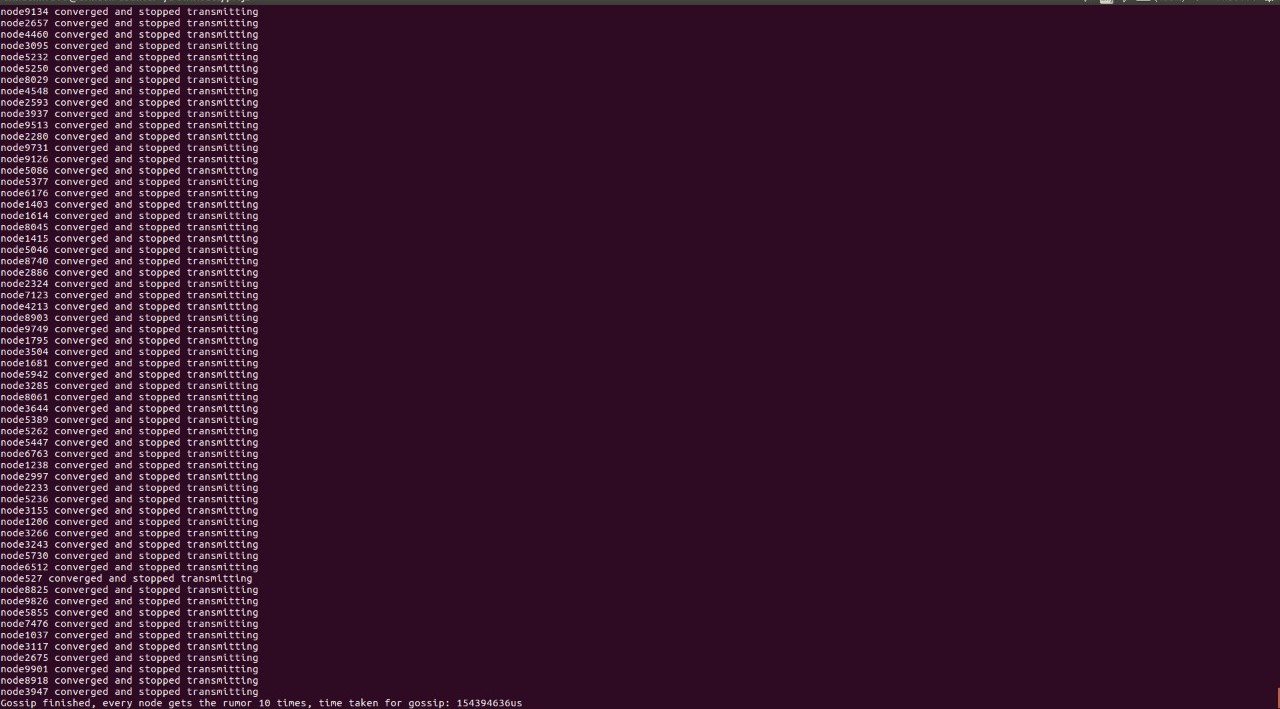 node9134 converged and stopped transmitting
node2657 converged and stopped transmitting
node4460 converged and stopped transmitting
node3095 converged and stopped transmitting
node5232 converged and stopped transmitting
node5250 converged and stopped transmitting
node8029 converged and stopped transmitting
node4548 converged and stopped transmitting
node2593 converged and stopped transmitting
node3937 converged and stopped transmitting
node9513 converged and stopped transmitting
node2280 converged and stopped transmitting
node9731 converged and stopped transmitting
node9126 converged and stopped transmitting
node5086 converged and stopped transmitting
node5377 converged and stopped transmitting
node6176 converged and stopped transmitting
node1403 converged and stopped transmitting
node1614 converged and stopped transmitting
node8045 converged and stopped transmitting
node1415 converged and stopped transmitting
node5046 converged and stopped transmitting
node8740 converged and stopped transmitting
node2886 converged and stopped transmitting
node2324 converged and stopped transmitting
node7123 converged and stopped transmitting
node4213 converged and stopped transmitting
node8903 converged and stopped transmitting
node9749 converged and stopped transmitting
node1795 converged and stopped transmitting
node3504 converged and stopped transmitting
node1681 converged and stopped transmitting
node5942 converged and stopped transmitting
node3285 converged and stopped transmitting
node8061 converged and stopped transmitting
node3644 converged and stopped transmitting
node5389 converged and stopped transmitting
node5262 converged and stopped transmitting
node5447 converged and stopped transmitting
node6763 converged and stopped transmitting
node1238 converged and stopped transmitting
node2997 converged and stopped transmitting
node2233 converged and stopped transmitting
node5236 converged and stopped transmitting
node3155 converged and stopped transmitting
node1206 converged and stopped transmitting
node3266 converged and stopped transmitting
node3243 converged and stopped transmitting
node5730 converged and stopped transmitting
node6512 converged and stopped transmitting
node527 converged and stopped transmitting
node8825 converged and stopped transmitting
node9826 converged and stopped transmitting
node5855 converged and stopped transmitting
node7476 converged and stopped transmitting
node1037 converged and stopped transmitting
node3117 converged and stopped transmitting
node2675 converged and stopped transmitting
node9901 converged and stopped transmitting
node8918 converged and stopped transmitting
node3947 converged and stopped transmitting
Gossip finished, every node gets the rumor 10 times, time taken for gossip: 154394636us